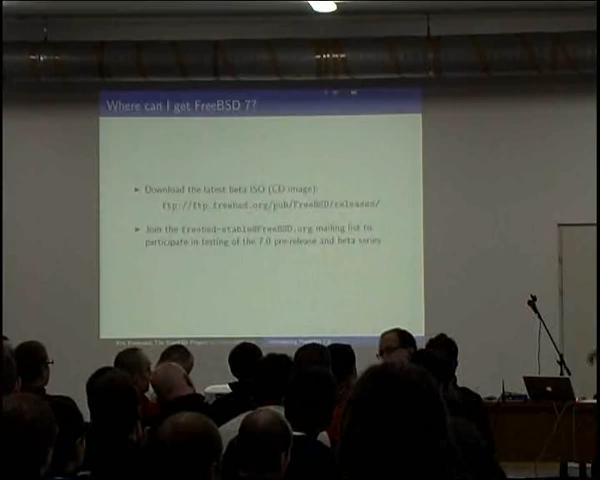 Where can I get FreeBSD 7?
► Download the latest beta ISO (CD image):
ftp://ftp.freebsd.org/pub/FreeBSD/releases/
► Join the freebsd-stable@FreeBSD.org mailing list to
participate in testing of the 7.0 pre-release and beta series